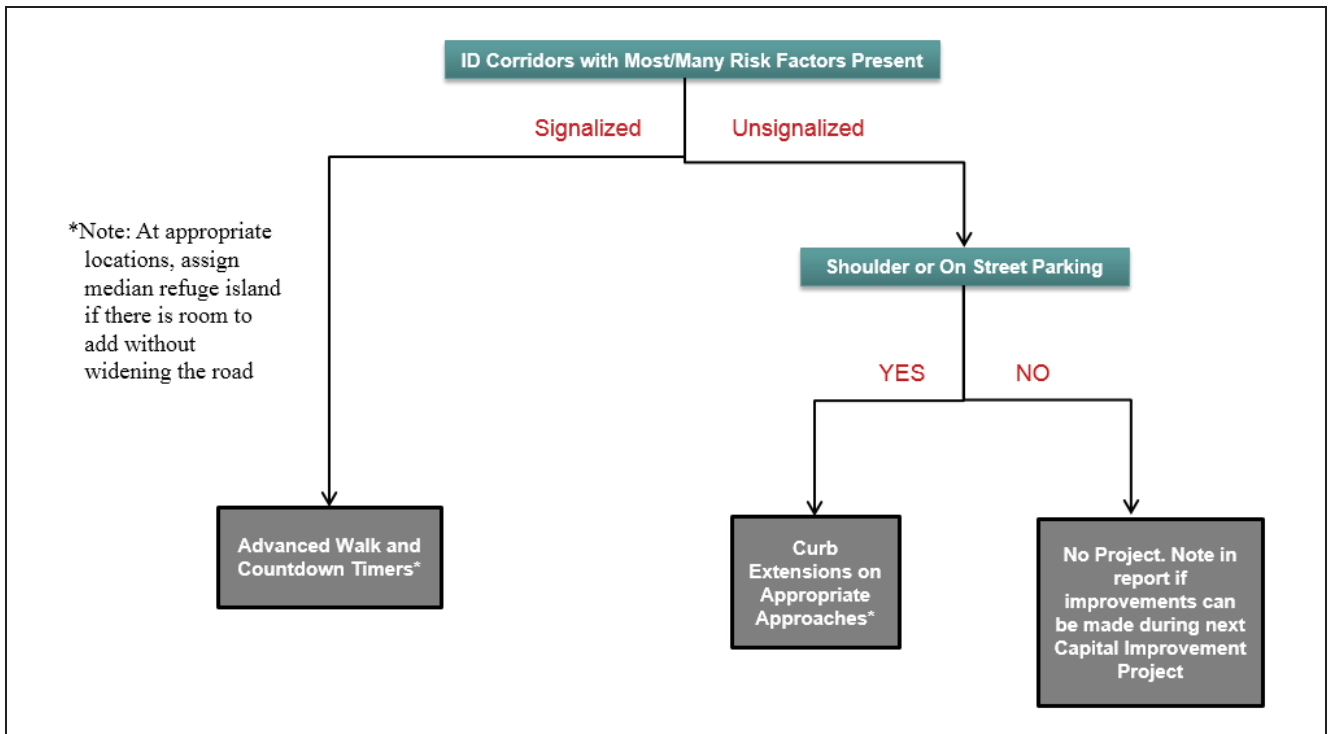 ID Corridors with Most/Many Risk Factors Present
Signalized
Unsignalized
*Note: At appropriate
locations, assign
median refuge island
if there is room to
add without
widening the road
Shoulder or On Street Parking
YES
NO
Advanced Walk and
Countdown Timers*
Curb
Extensions on
Appropriate
Approaches*
No Project. Note in
report if
improvements can
be made during next
Capital Improvement
Project